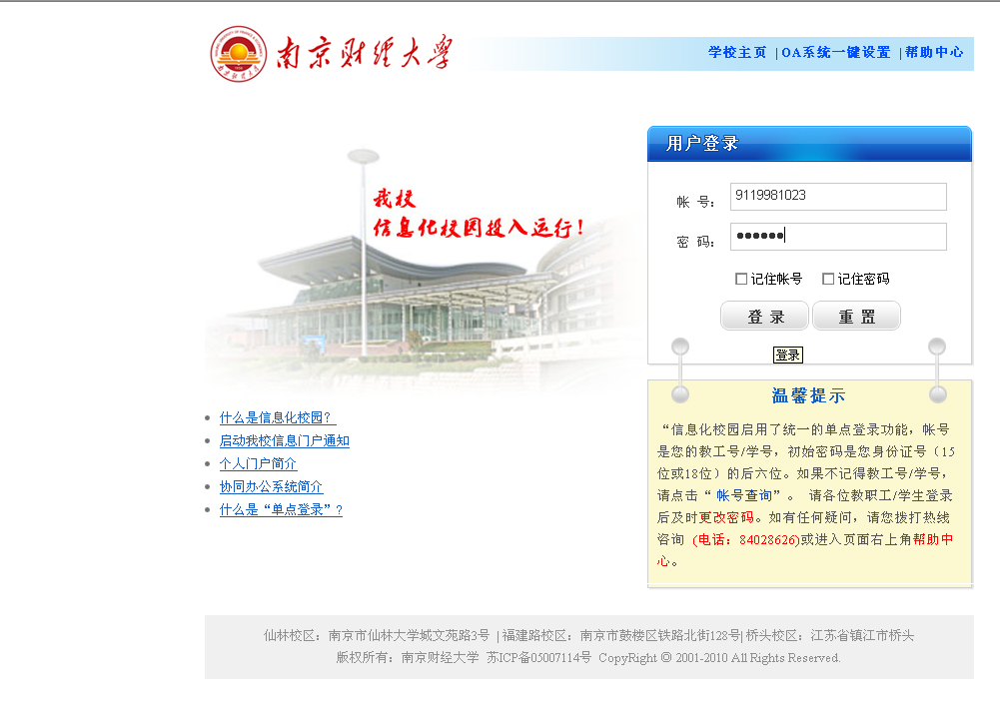 南京财经大学
学校主页 |OA系统一键设置 |帮助中心
用户登录
我校
信息化校园投入运行！
帐 号： 9119981023
密 码： ●●●●●●
记住帐号 记住密码
登 录 重 置
登录
温馨提示
“信息化校园启用了统一的单点登录功能，帐号
是您的教工号/学号，初始密码是您身份证号（15
位或18位）的后六位。如果不记得教工号/学号，
请点击“ 帐号查询” 。 请各位教职工/学生登录
后及时更改密码。如有任何疑问，请您拨打热线
咨询 (电话：84028626)或进入页面右上角帮助中
心。
什么是信息化校园？
启动我校信息门户通知
个人门户简介
协同办公系统简介
什么是“单点登录”?
仙林校区：南京市仙林大学城文苑路3号 | 福建路校区：南京市鼓楼区铁路北街128号| 桥头校区：江苏省镇江市桥头
版权所有：南京财经大学 苏ICP备05007114号 CopyRight © 2001-2010 All Rights Reserved.